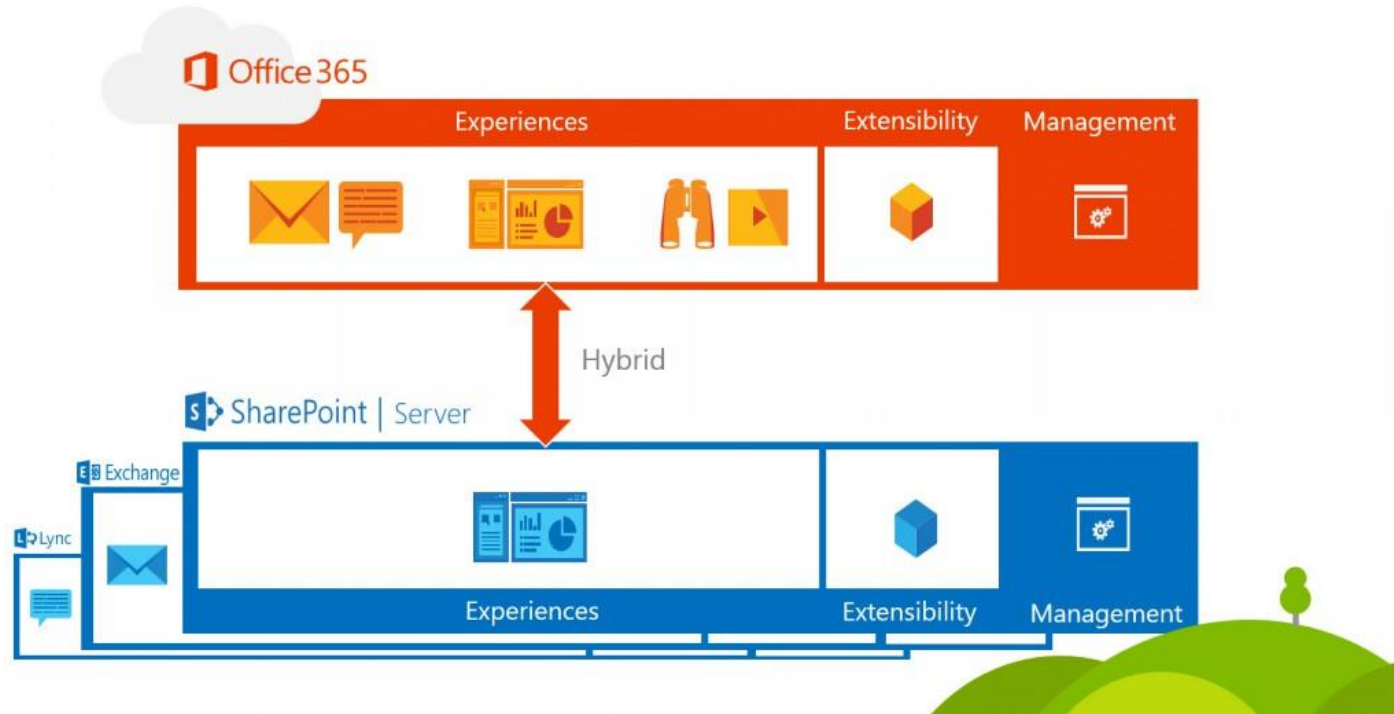 Office 365
Experiences Extensibility Management
Hybrid
SharePoint | Server
Exchange
Lync
Experiences Extensibility Management